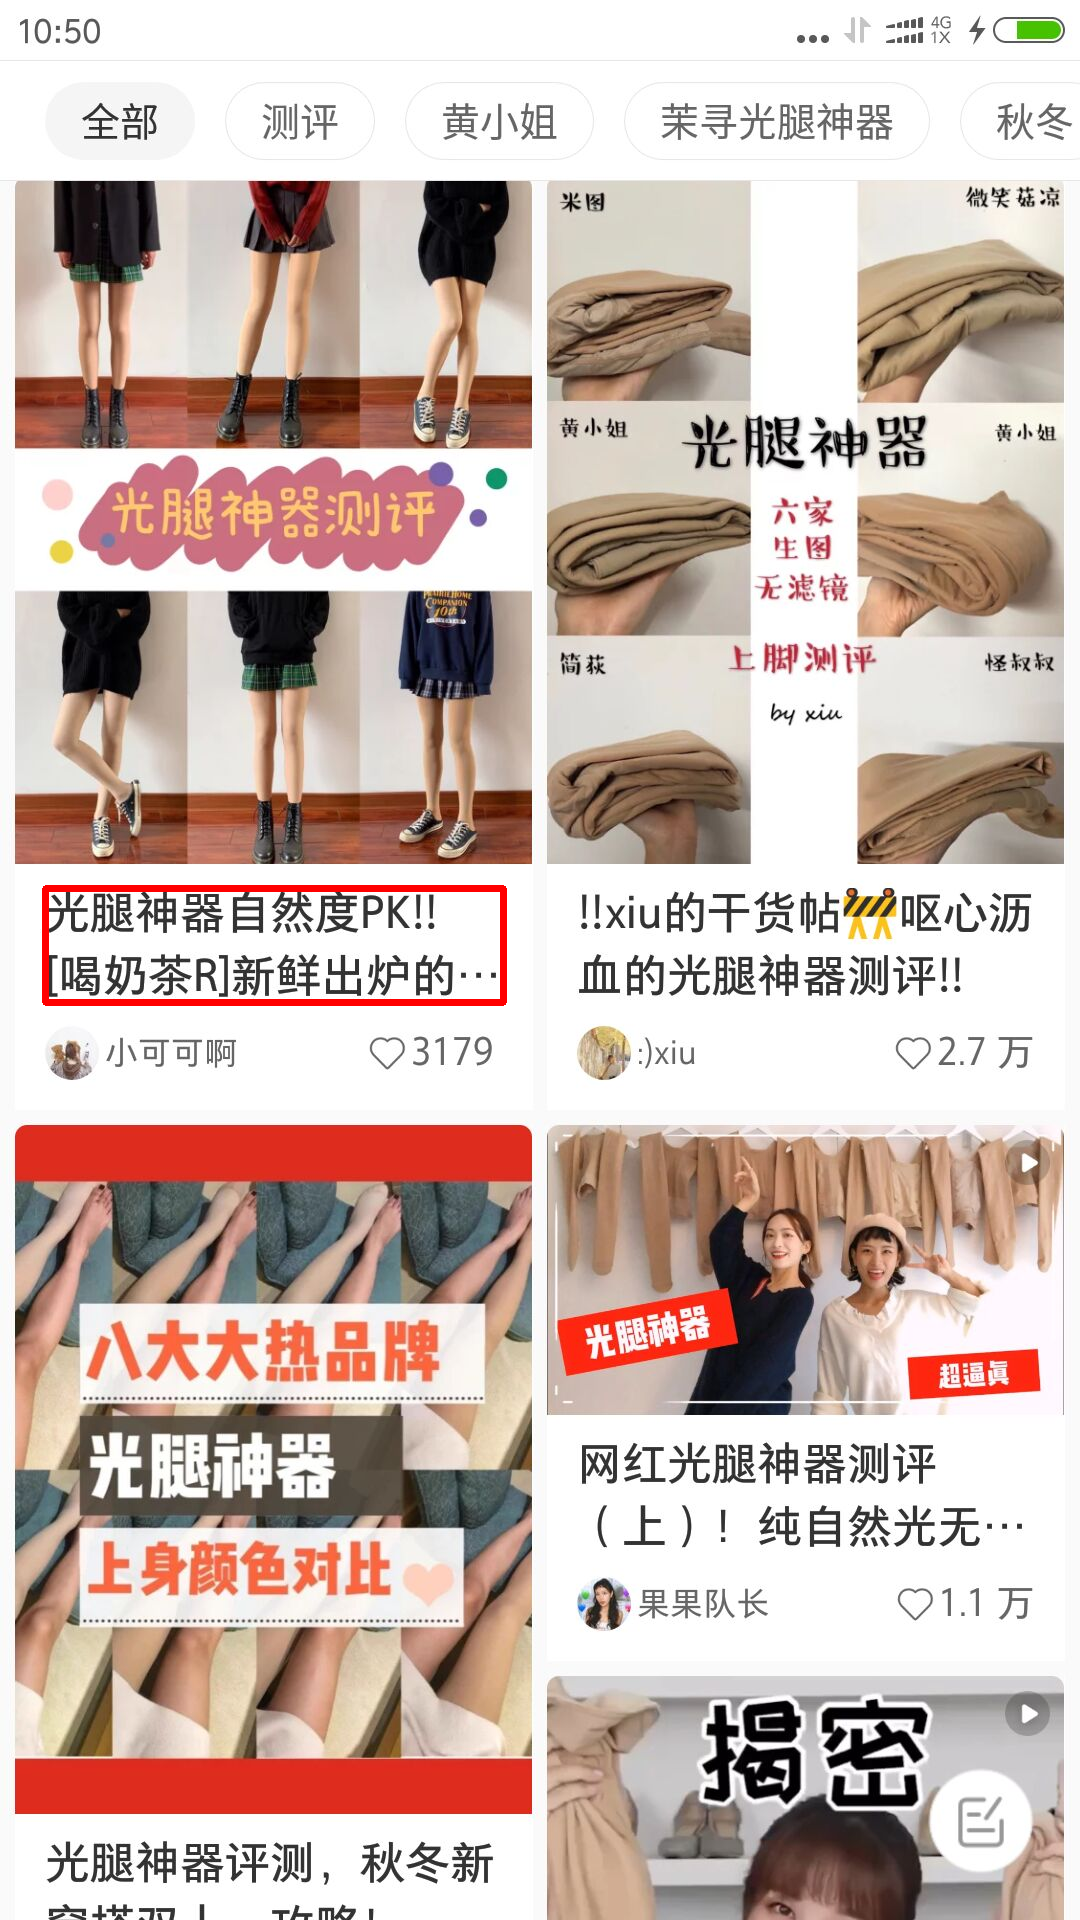 10:50
4G
1X
全部
测评
黄小姐
茉寻光腿神器
秋冬
光腿神器测评
PRAIRIE HOME
COMPANION
10th
光腿神器自然度PK!!
[喝奶茶R]新鲜出炉的…
小可可啊
3179
米图
微笑菇凉
黄小姐
黄小姐
光腿神器
六家
生图
无滤镜
上脚测评
简荻
怪叔叔
by xiu
!!xiu的干货帖🚧呕心沥
血的光腿神器测评!!
:)xiu
2.7 万
八大大热品牌
光腿神器
上身颜色对比
光腿神器评测，秋冬新
光腿神器
超逼真
网红光腿神器测评
（上）！纯自然光无…
果果队长
1.1 万
揭密